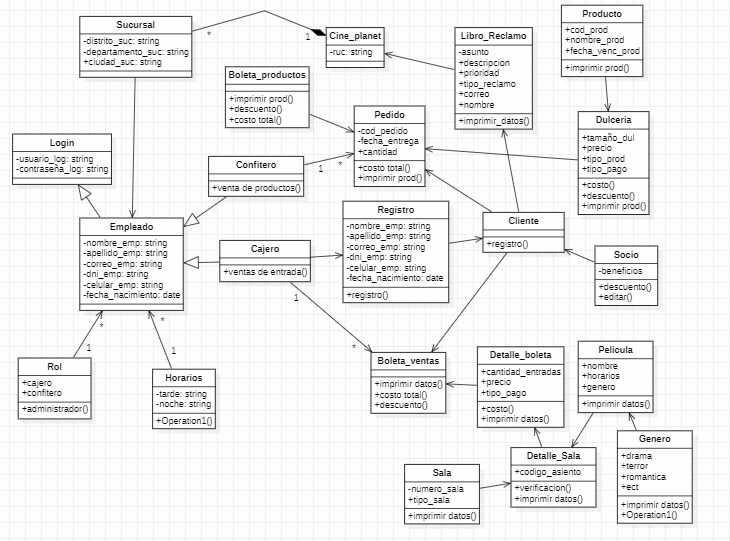 Sucursal
-distrito_suc: string
-departamento_suc: string
+ciudad_suc: string
*
1
Cine_planet
-ruc: string
Libro_Reclamo
-asunto
+descripcion
+prioridad
+tipo_reclamo
+correo
+nombre
+imprimir_datos()
Producto
+cod_prod
+nombre_prod
+fecha_venc_prod
+imprimir prod()
Boleta_productos
+imprimir prod()
+descuento()
+costo total()
Pedido
-cod_pedido
-fecha_entrega
+cantidad
+costo total()
+imprimir prod()
Dulceria
+tamaño_dul
+precio
+tipo_prod
+tipo_pago
+costo()
+descuento()
+imprimir prod()
Login
-usuario_log: string
-contraseña_log: string
Confitero
+venta de productos()
1
*
Empleado
-nombre_emp: string
-apellido_emp: string
-correo_emp: string
-dni_emp: string
-celular_emp: string
-fecha_nacimiento: date
Cajero
+ventas de entrada()
Registro
-nombre_emp: string
-apellido_emp: string
-correo_emp: string
-dni_emp: string
-celular_emp: string
-fecha_nacimiento: date
+registro()
Cliente
+registro()
Socio
-beneficios
+descuento()
+editar()
1
*
*
1
*
1
Rol
+cajero
+confitero
+administrador()
Horarios
-tarde: string
-noche: string
+Operation1()
Boleta_ventas
+imprimir datos()
+costo total()
+descuento()
Detalle_boleta
+cantidad_entradas
+precio
+tipo_pago
+costo()
+imprimir datos()
Pelicula
+nombre
+horarios
+genero
+imprimir datos()
Sala
-numero_sala
+tipo_sala
+imprimir datos()
Detalle_Sala
+codigo_asiento
+verificacion()
+imprimir datos()
Genero
+drama
+terror
+romantica
+ect
+imprimir datos()
+Operation1()